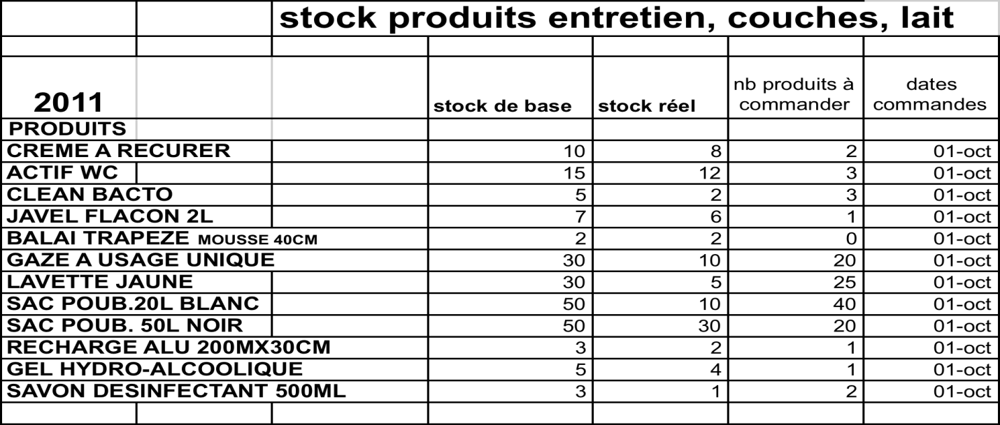 stock produits entretien, couches, lait
2011 stock de base stock réel nb produits à commander dates commandes
PRODUITS
CREME A RECURER 10 8 2 01-oct
ACTIF WC 15 12 3 01-oct
CLEAN BACTO 5 2 3 01-oct
JAVEL FLACON 2L 7 6 1 01-oct
BALAI TRAPEZE MOUSSE 40CM 2 2 0 01-oct
GAZE A USAGE UNIQUE 30 10 20 01-oct
LAVETTE JAUNE 30 5 25 01-oct
SAC POUB.20L BLANC 50 10 40 01-oct
SAC POUB. 50L NOIR 50 30 20 01-oct
RECHARGE ALU 200MX30CM 3 2 1 01-oct
GEL HYDRO-ALCOOLIQUE 5 4 1 01-oct
SAVON DESINFECTANT 500ML 3 1 2 01-oct